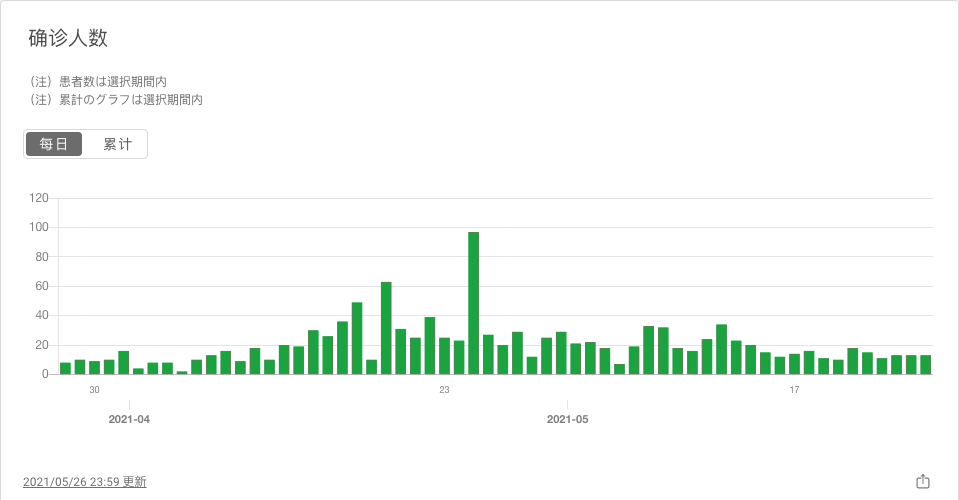 确诊人数
（注）患者数は選択期間内
（注）累計のグラフは選択期間内
每日 累计
120
100
80
60
40
20
0
30 23 17
2021-04 2021-05
2021/05/26 23:59 更新